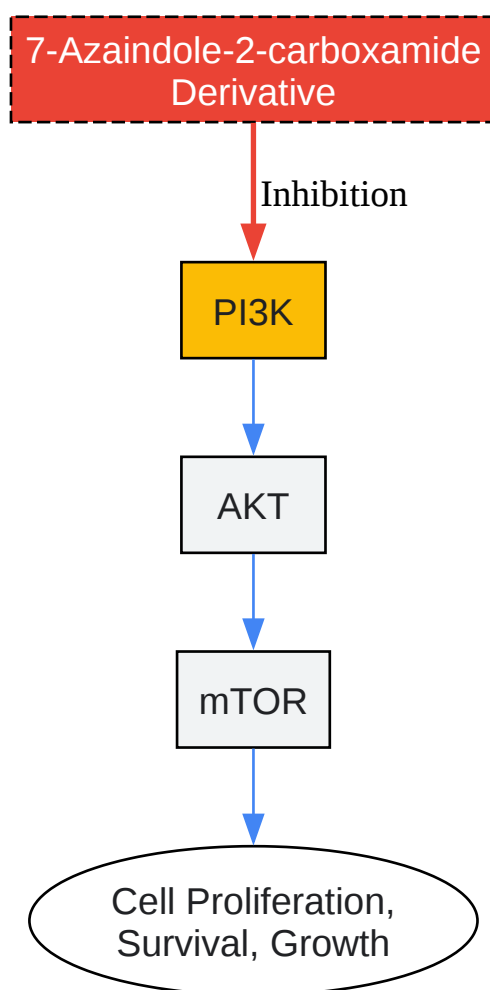 7-Azaindole-2-carboxamide
Derivative
Inhibition
PI3K
AKT
mTOR
Cell Proliferation,
Survival, Growth